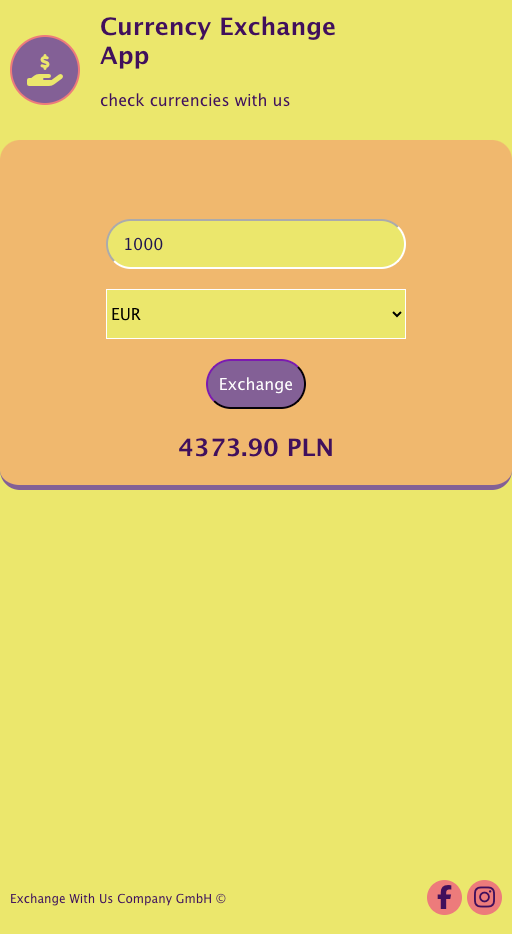 Currency Exchange
App
check currencies with us
1000
EUR
Exchange
4373.90 PLN
Exchange With Us Company GmbH ©